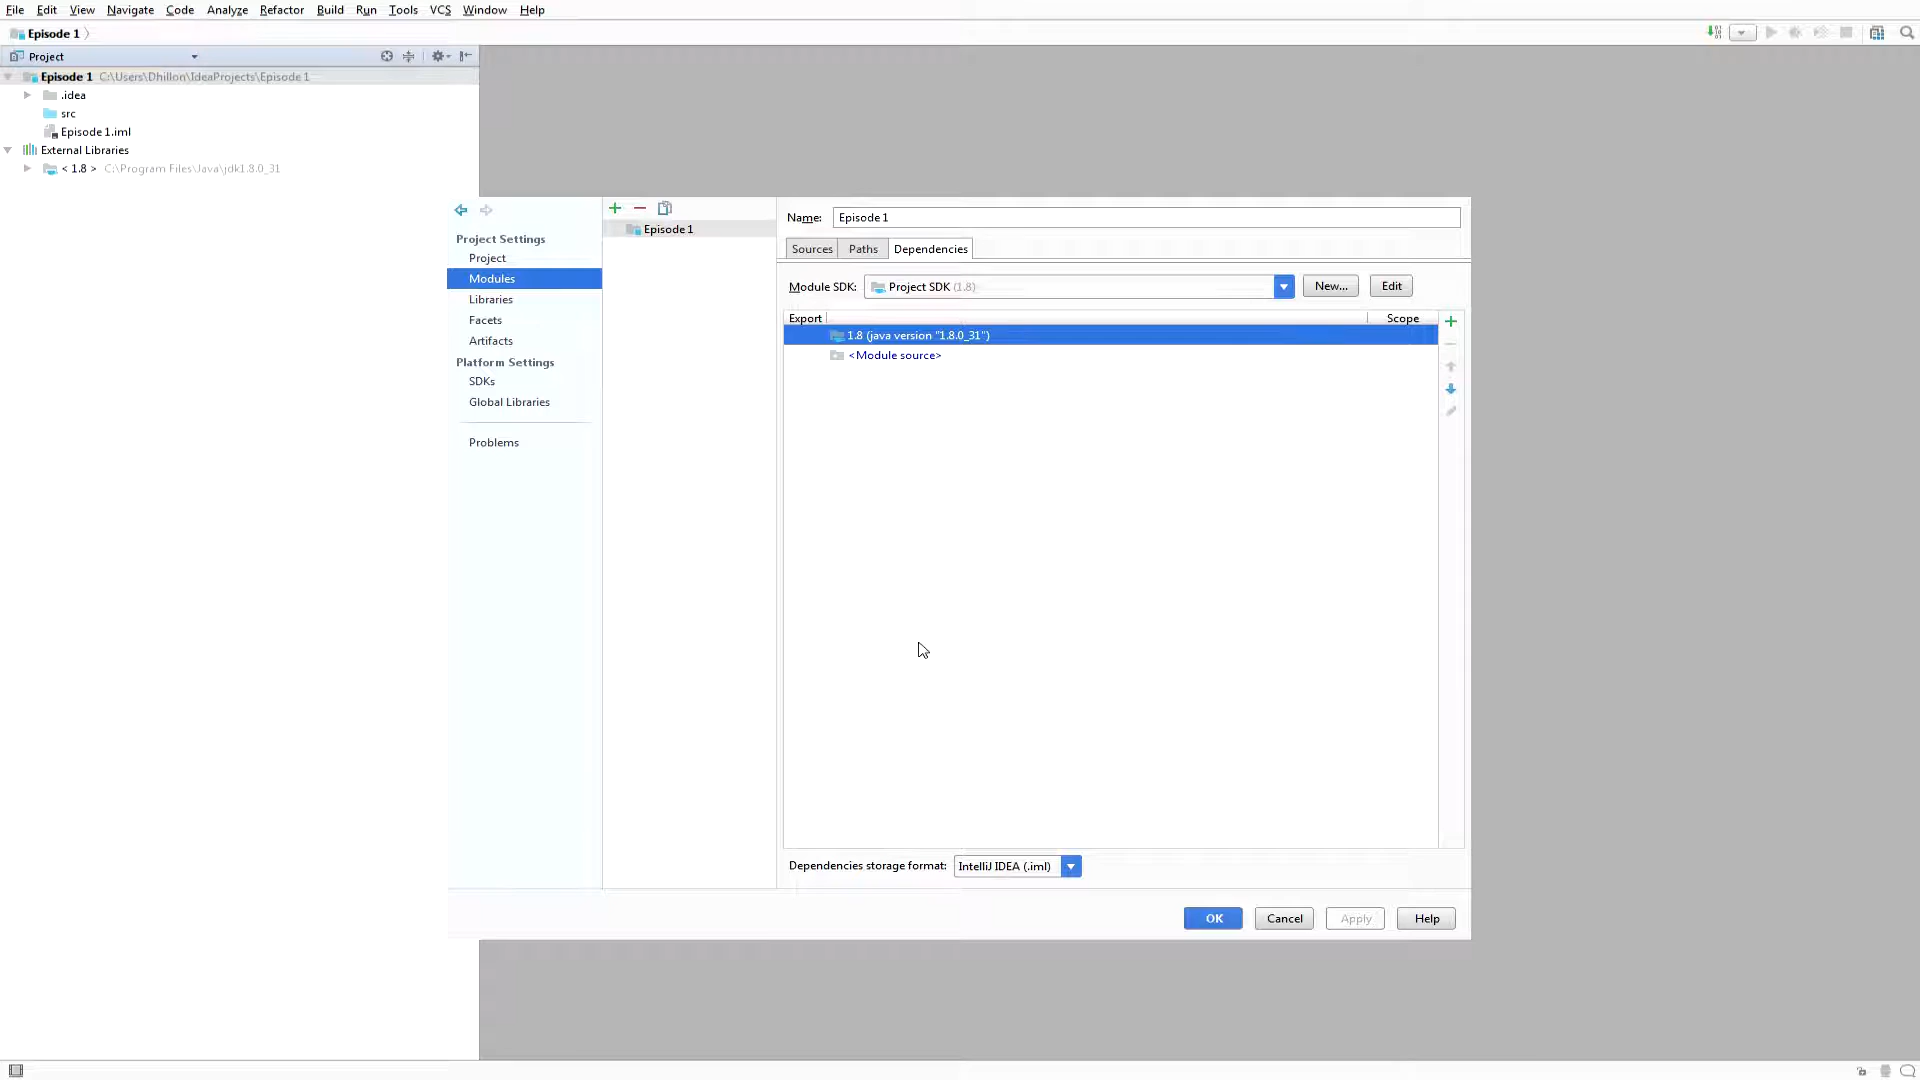 File Edit View Navigate Code Analyze Refactor Build Run Tools VCS Window Help
Episode 1
Project
Episode 1 C:\Users\Dhillon\IdeaProjects\Episode 1
.idea
src
Episode 1.iml
External Libraries
< 1.8 > C:\Program Files\Java\jdk1.8.0_31
Project Settings
Project
Modules
Libraries
Facets
Artifacts
Platform Settings
SDKs
Global Libraries
Problems
Episode 1
Name: Episode 1
Sources Paths Dependencies
Module SDK: Project SDK (1.8) New... Edit
Export Scope
1.8 (java version "1.8.0_31")
<Module source>
Dependencies storage format: IntelliJ IDEA (.iml)
OK Cancel Apply Help